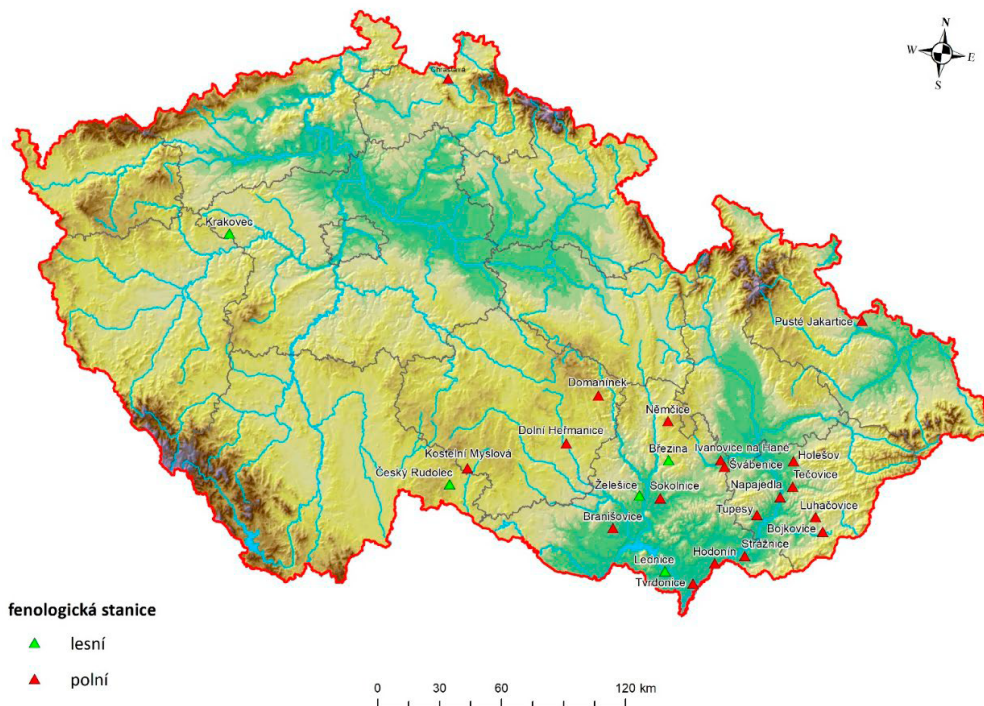 N
W
E
S
Chrastava
Krakovec
Pusté Jakartice
Domanínek
Němčice
Dolní Heřmanice
Březina
Ivanovice na Hané
Holešov
Kostelní Myslová
Švábenice
Český Rudolec
Tečovice
Želešice
Sokolnice
Napajedla
Luhačovice
Tupesy
Branišovice
Bojkovice
Strážnice
Hodonín
Lednice
Tvrdonice
fenologická stanice
lesní
polní
0 30 60 120 km